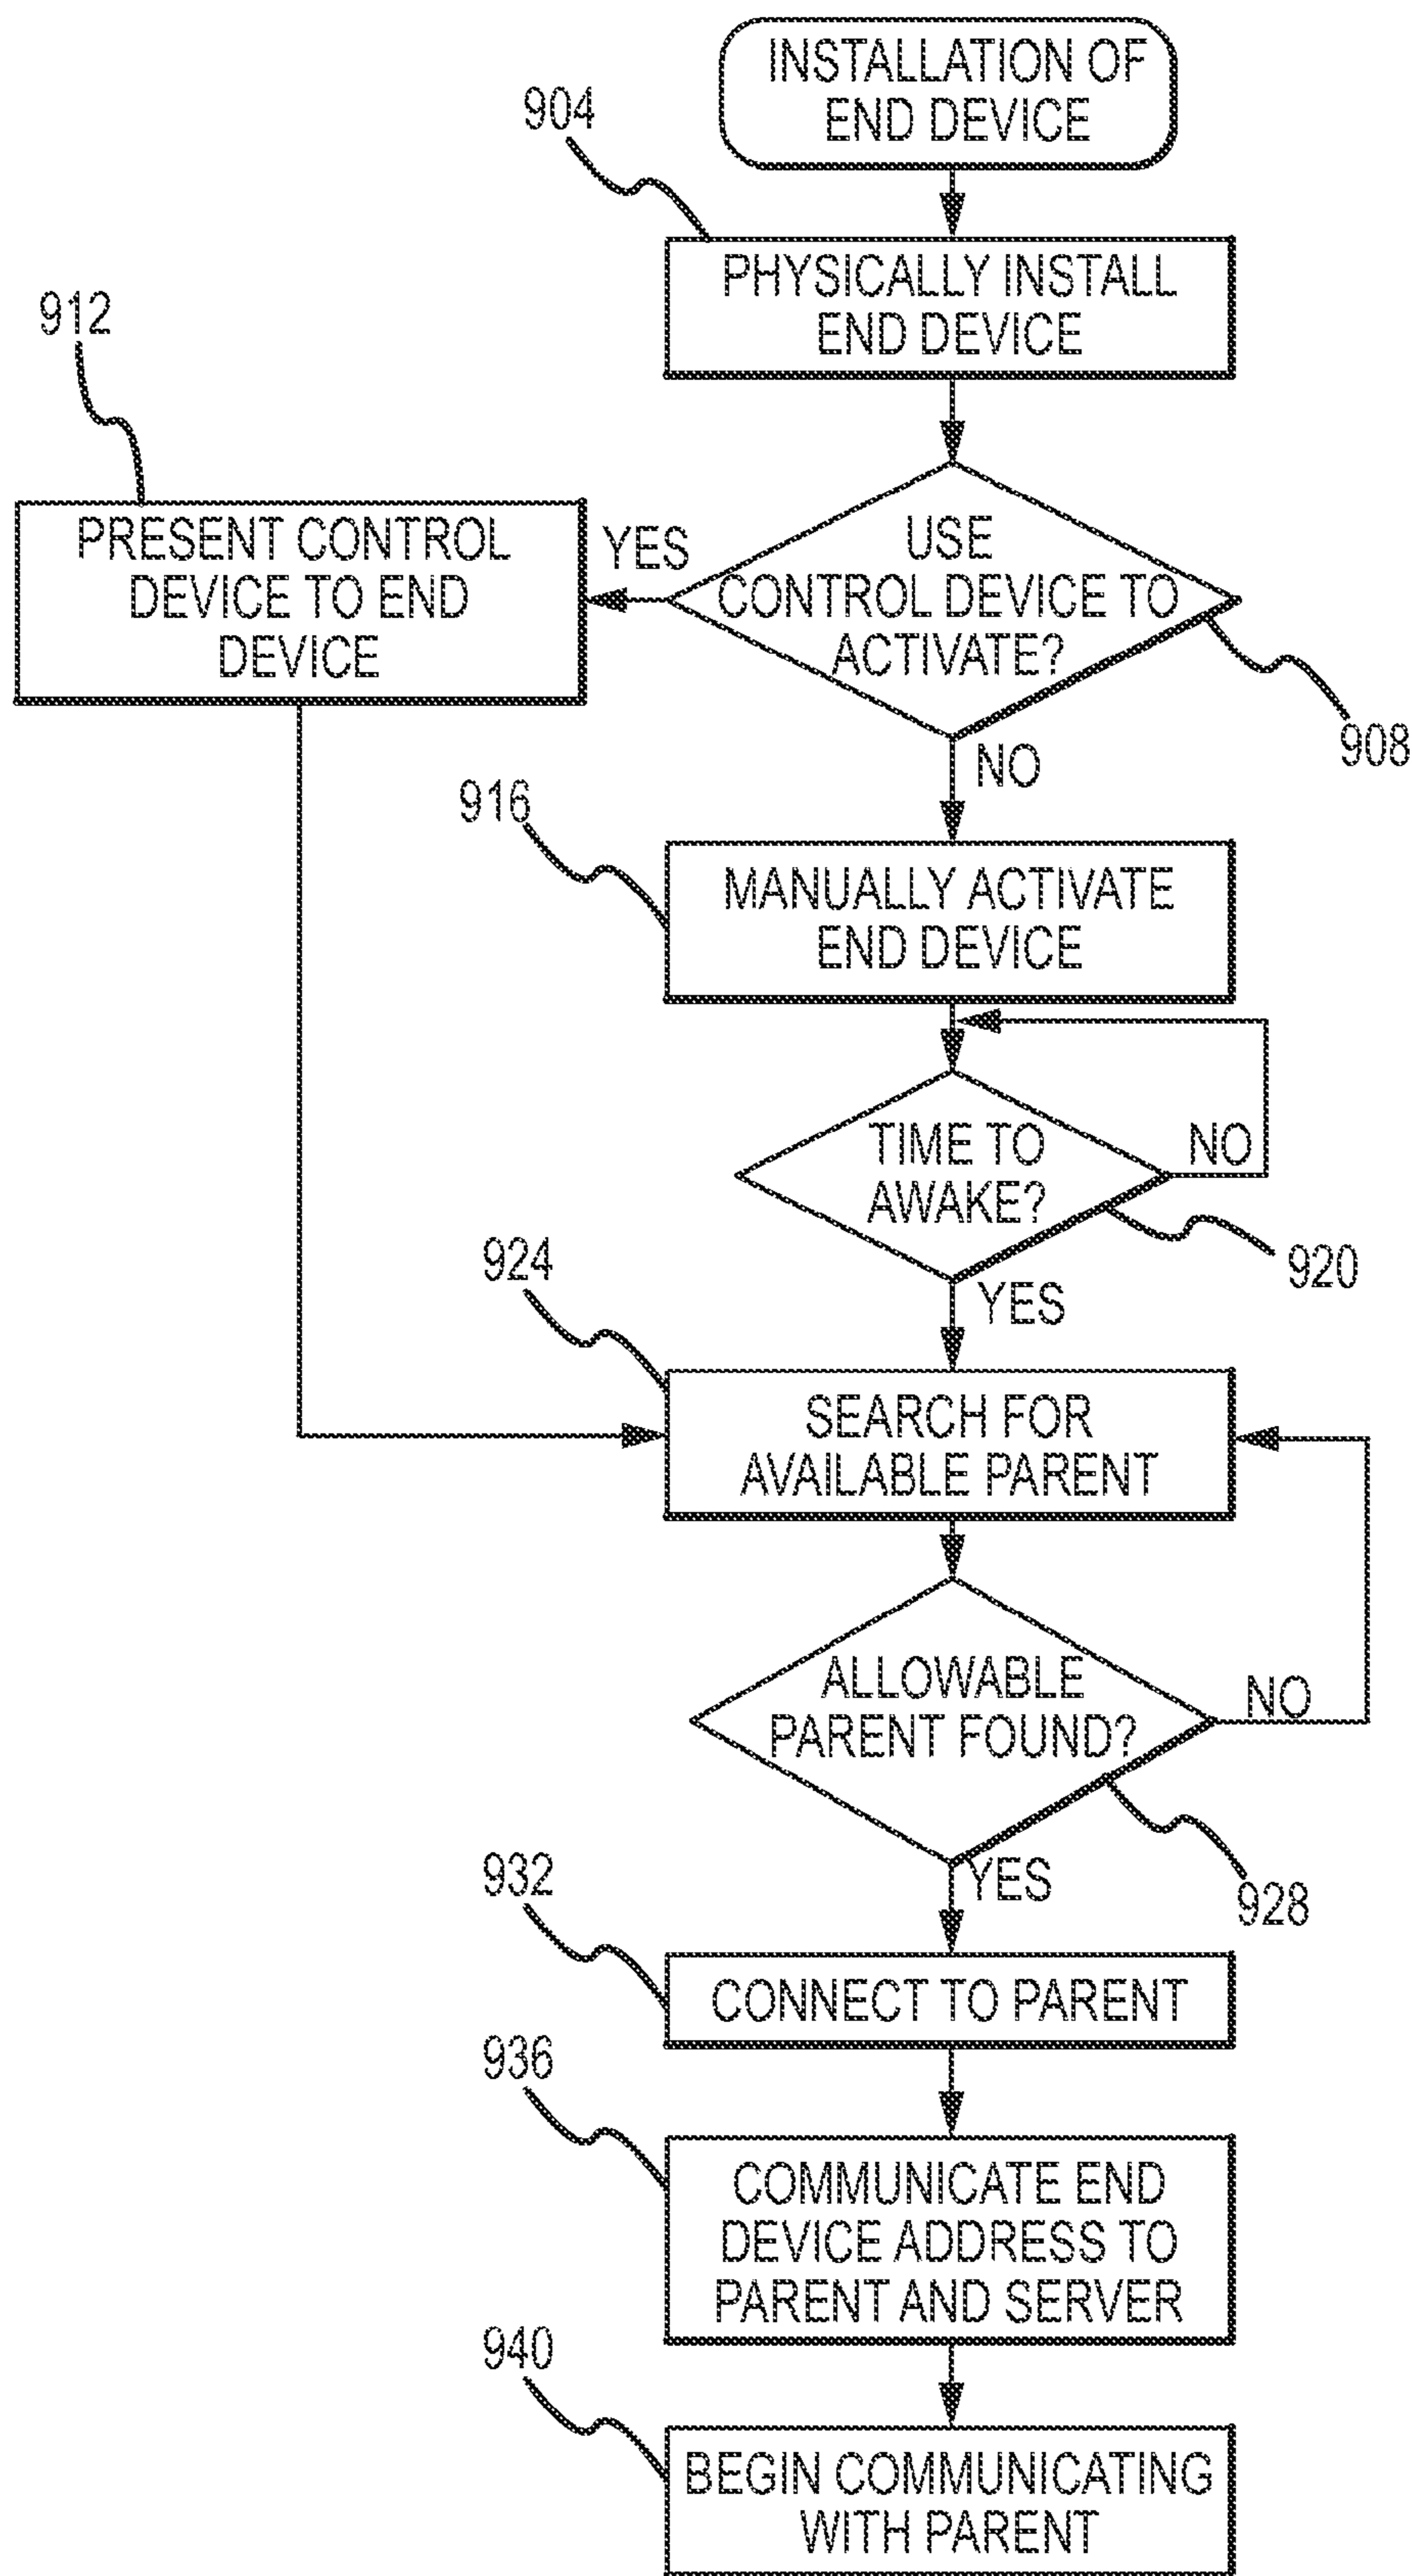 INSTALLATION OF
END DEVICE
904
PHYSICALLY INSTALL
END DEVICE
912
PRESENT CONTROL
DEVICE TO END
DEVICE
YES
USE
CONTROL DEVICE TO
ACTIVATE?
908
NO
916
MANUALLY ACTIVATE
END DEVICE
TIME TO
AWAKE?
NO
920
YES
924
SEARCH FOR
AVAILABLE PARENT
ALLOWABLE
PARENT FOUND?
NO
928
YES
932
CONNECT TO PARENT
936
COMMUNICATE END
DEVICE ADDRESS TO
PARENT AND SERVER
940
BEGIN COMMUNICATING
WITH PARENT